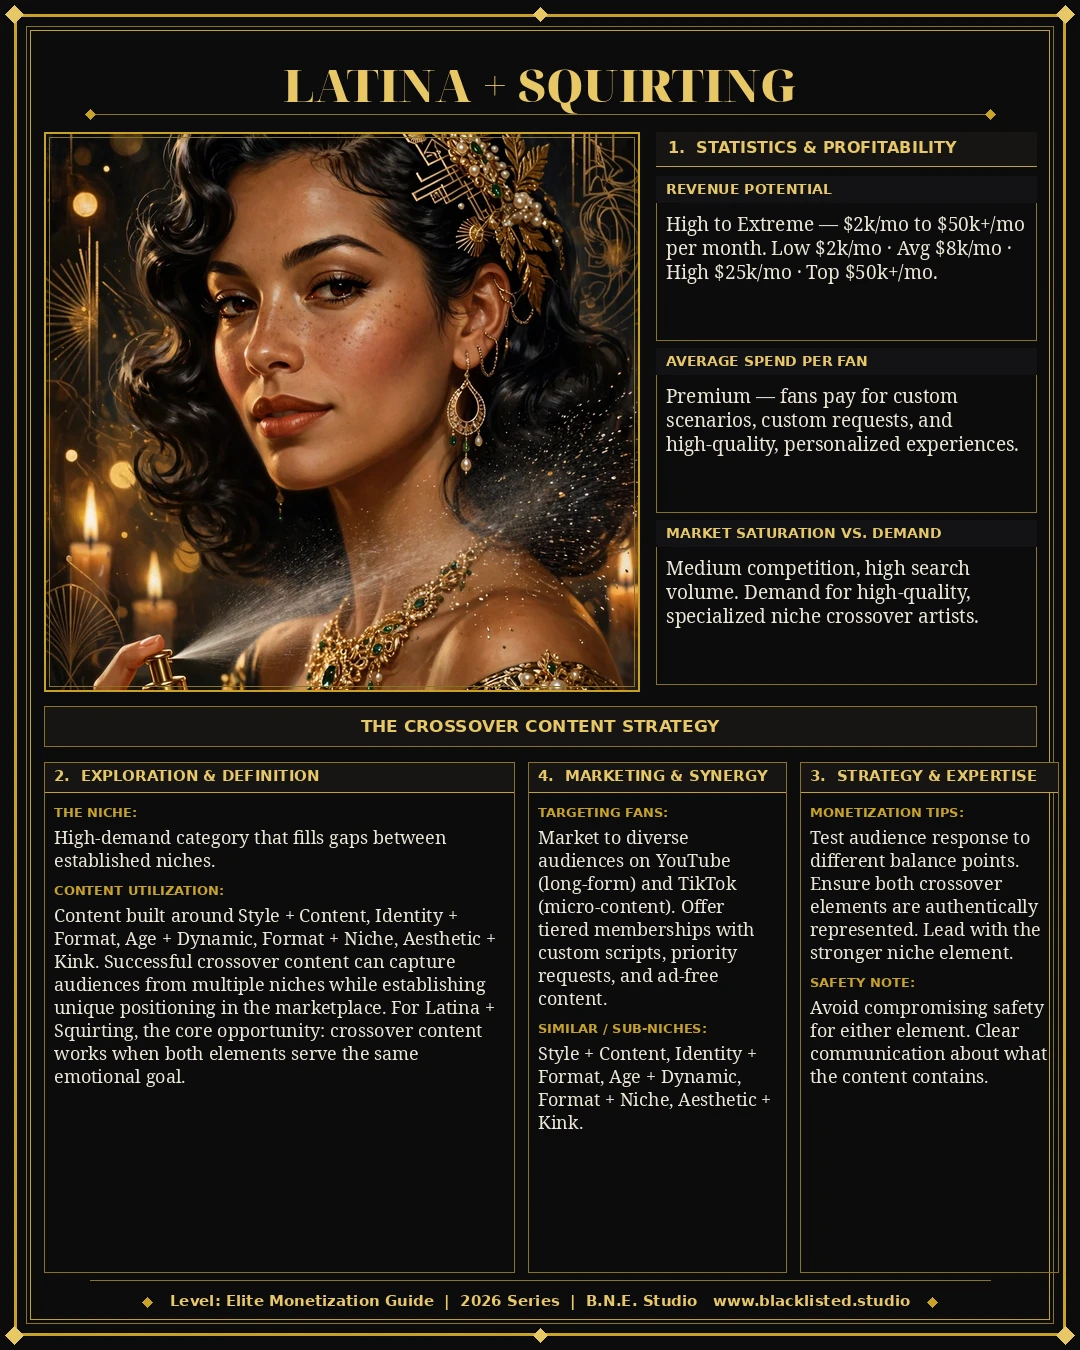 LATINA + SQUIRTING
1. STATISTICS & PROFITABILITY
REVENUE POTENTIAL
High to Extreme — $2k/mo to $50k+/mo
per month. Low $2k/mo · Avg $8k/mo ·
High $25k/mo · Top $50k+/mo.
AVERAGE SPEND PER FAN
Premium — fans pay for custom
scenarios, custom requests, and
high-quality, personalized experiences.
MARKET SATURATION VS. DEMAND
Medium competition, high search
volume. Demand for high-quality,
specialized niche crossover artists.
THE CROSSOVER CONTENT STRATEGY
2. EXPLORATION & DEFINITION
THE NICHE:
High-demand category that fills gaps between
established niches.
CONTENT UTILIZATION:
Content built around Style + Content, Identity +
Format, Age + Dynamic, Format + Niche, Aesthetic +
Kink. Successful crossover content can capture
audiences from multiple niches while establishing
unique positioning in the marketplace. For Latina +
Squirting, the core opportunity: crossover content
works when both elements serve the same
emotional goal.
4. MARKETING & SYNERGY
TARGETING FANS:
Market to diverse
audiences on YouTube
(long-form) and TikTok
(micro-content). Offer
tiered memberships with
custom scripts, priority
requests, and ad-free
content.
SIMILAR / SUB-NICHES:
Style + Content, Identity +
Format, Age + Dynamic,
Format + Niche, Aesthetic +
Kink.
3. STRATEGY & EXPERTISE
MONETIZATION TIPS:
Test audience response to
different balance points.
Ensure both crossover
elements are authentically
represented. Lead with the
stronger niche element.
SAFETY NOTE:
Avoid compromising safety
for either element. Clear
communication about what
the content contains.
Level: Elite Monetization Guide | 2026 Series | B.N.E. Studio www.blacklisted.studio